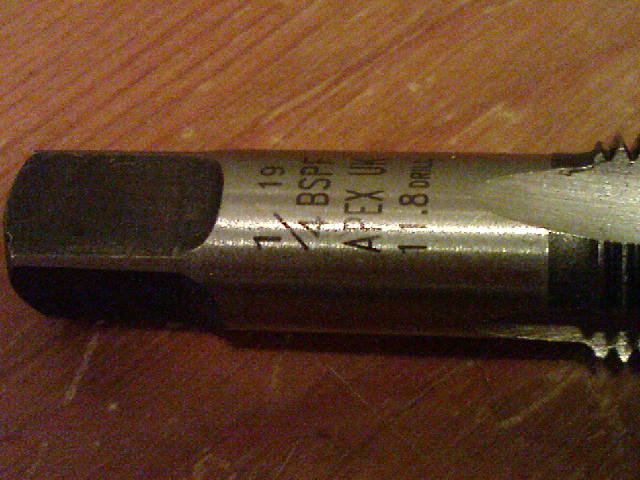 1/4 19
BSPF
APEX UK
11.8 DRILL